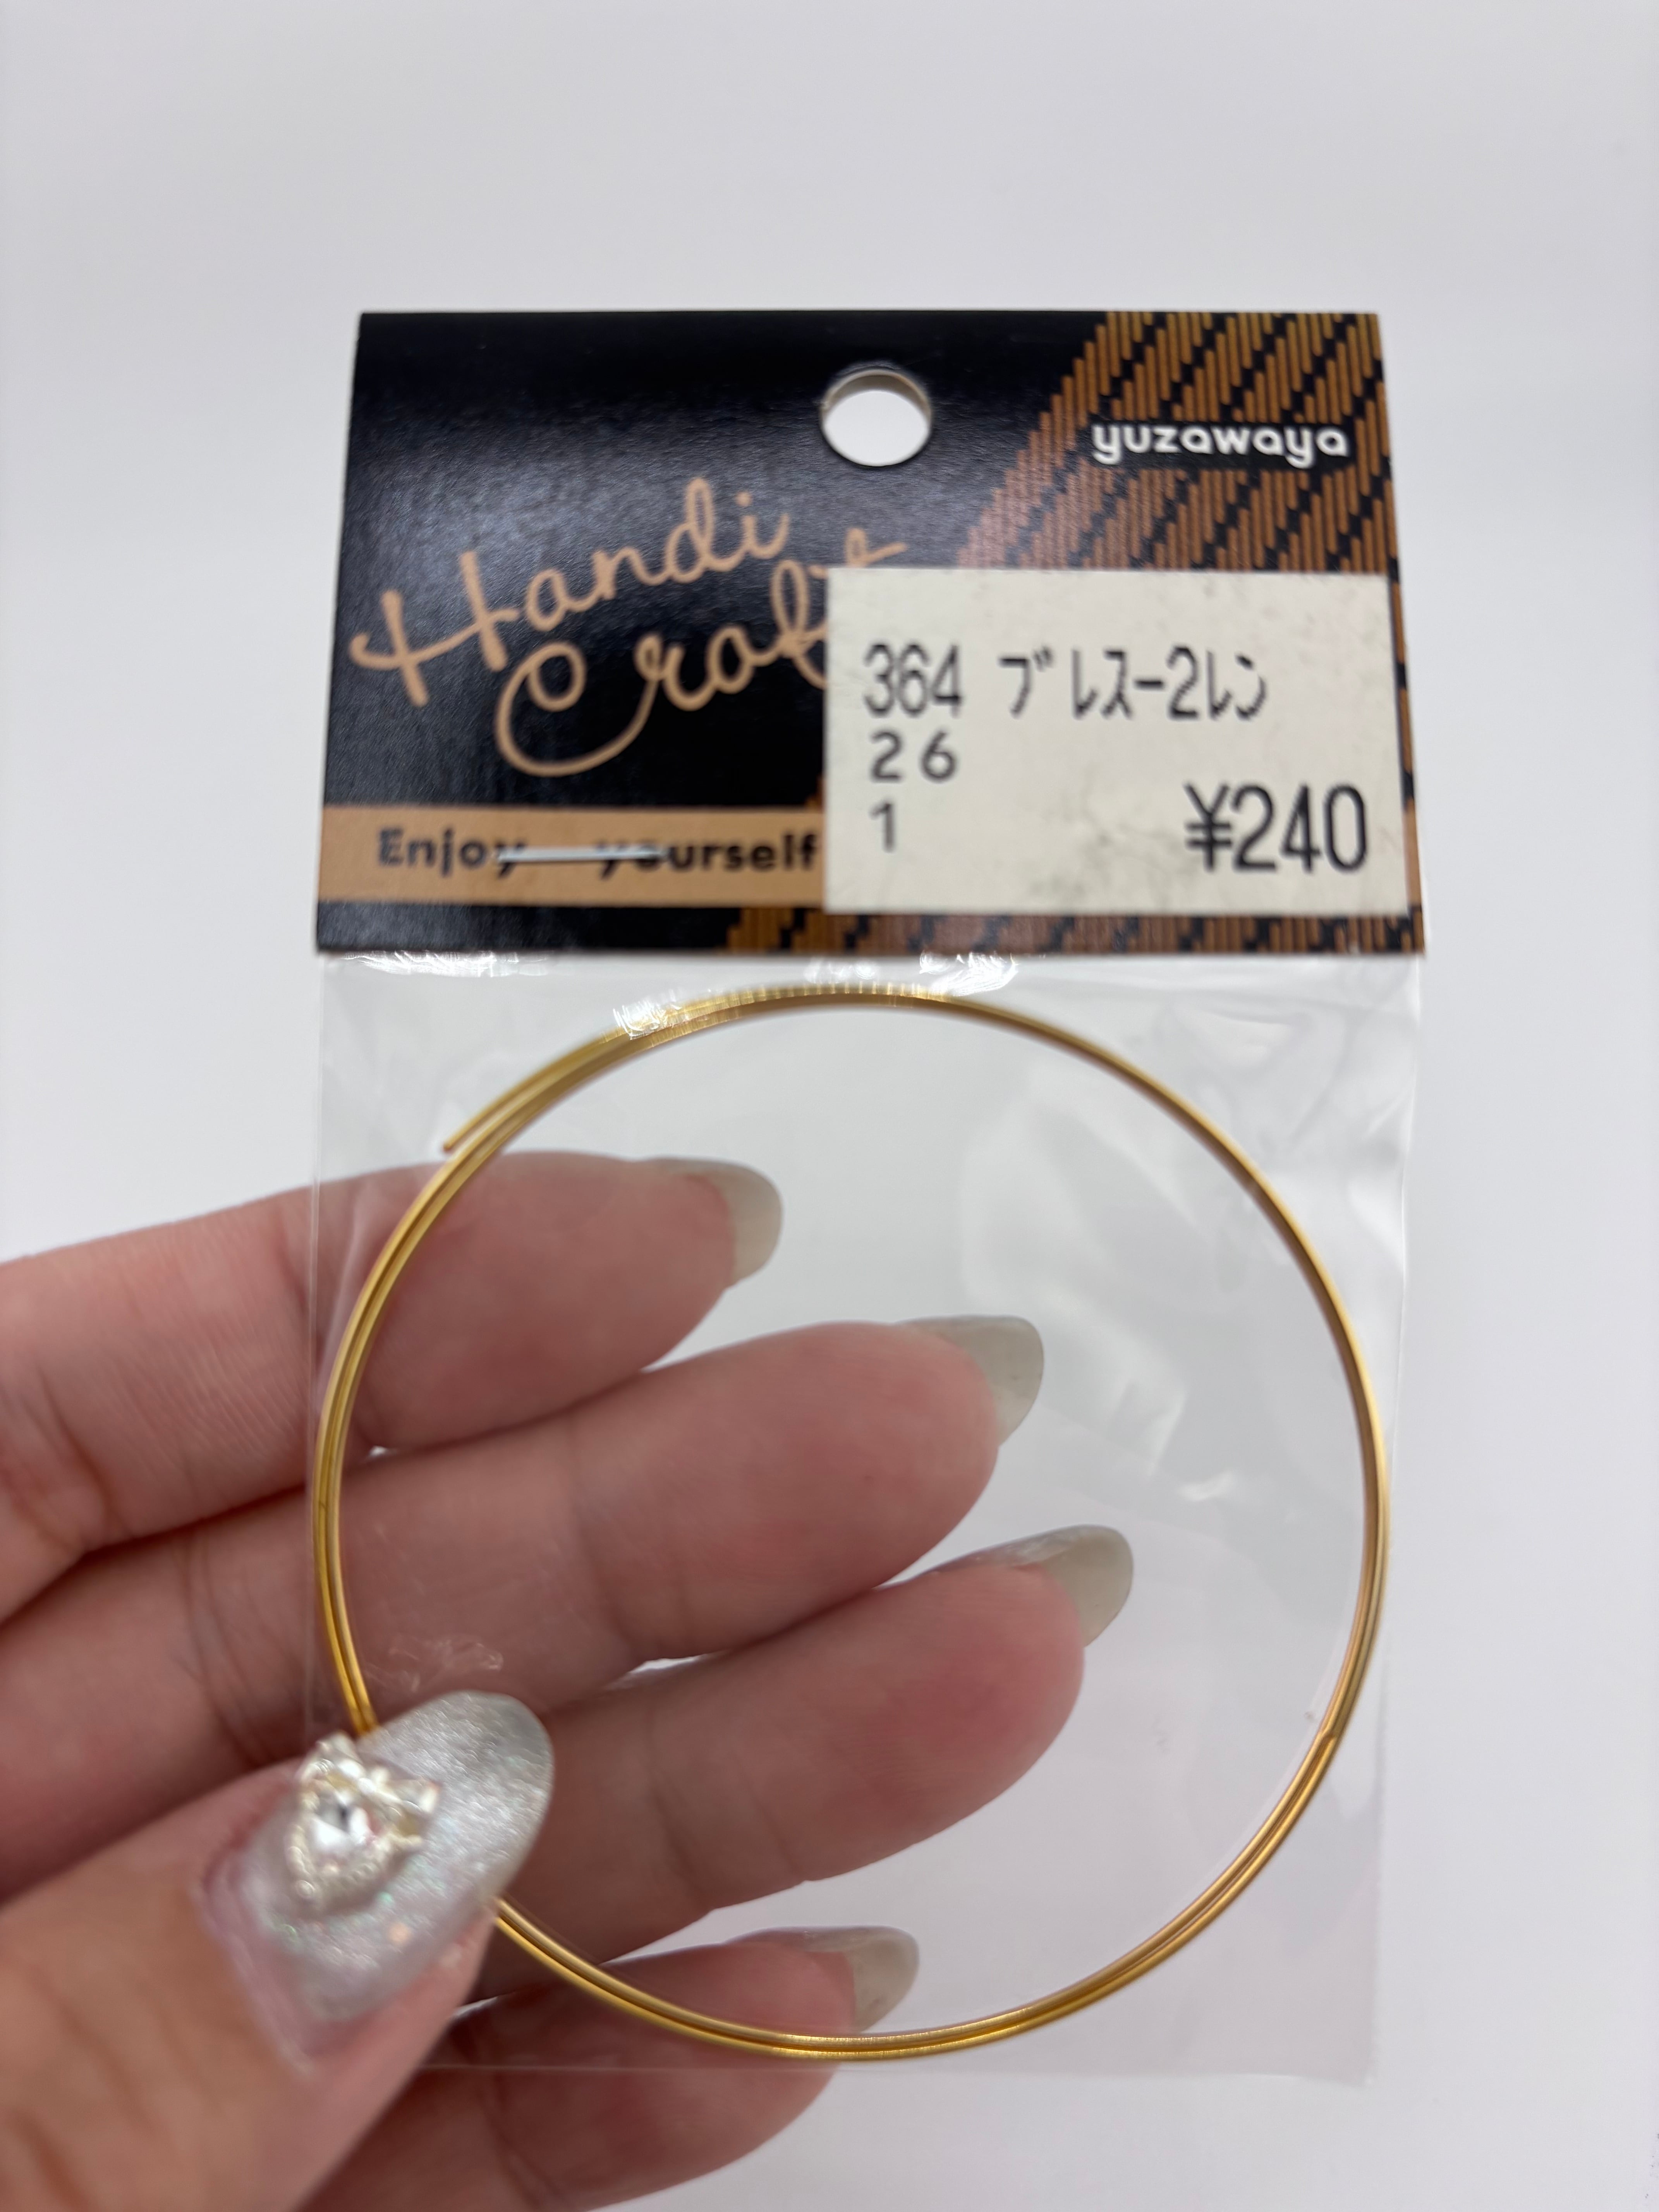 yuzawaya
Handi
Craft
364 ブレスー2レン
26
1
¥240
Enjoy yourself